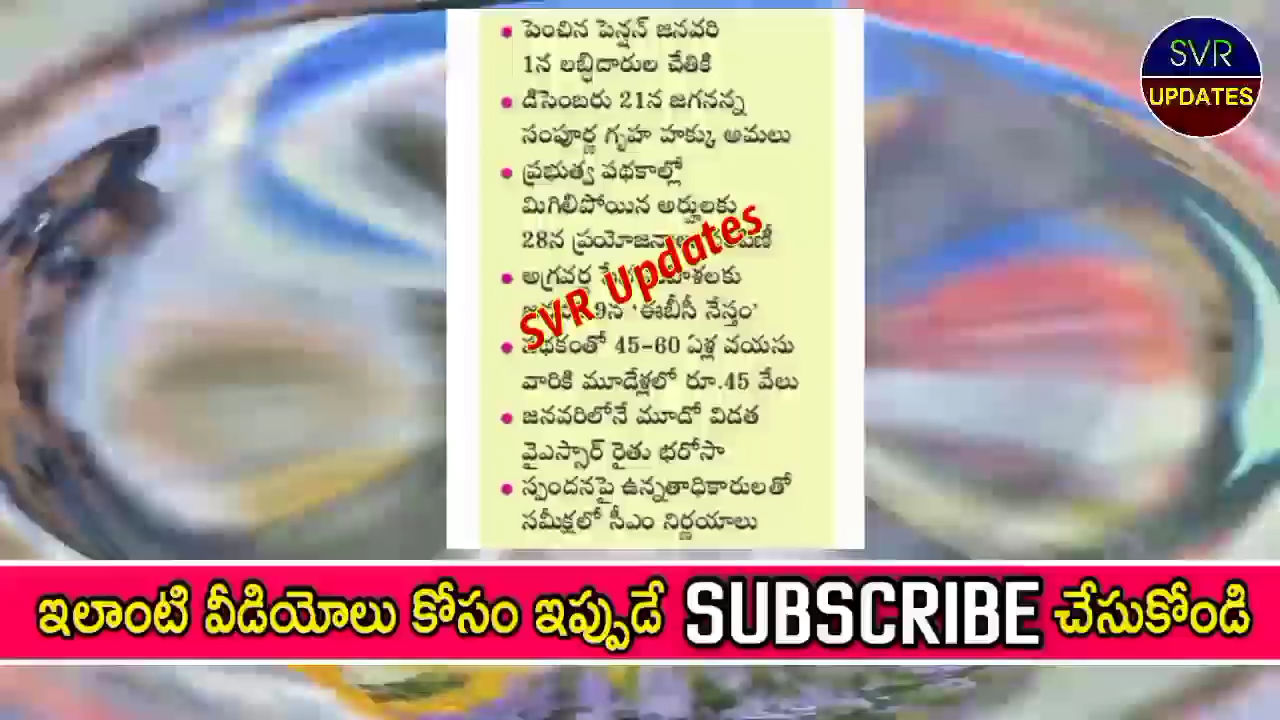 పెంచిన పెన్షన్ జనవరి
1న లబ్ధిదారుల చేతికి
డిసెంబరు 21న జగనన్న
సంపూర్ణ గృహ హక్కు అమలు
ప్రభుత్వ పథకాల్లో
మిగిలిపోయిన అర్హులకు
28న ప్రయోజనాల
అగ్రవర్ణ
9న 'ఈబీసీ నేస్తం'
పథకంతో 45-60 ఏళ్ల వయసు
వారికి మూడేళ్లలో రూ.45 వేలు
జనవరిలోనే మూడో విడత
వైఎస్సార్ రైతు భరోసా
స్పందనపై ఉన్నతాధికారులతో
సమీక్షలో సీఎం నిర్ణయాలు
SVR Updates
SVR
UPDATES
ఇలాంటి వీడియోలు కోసం ఇప్పుడే SUBSCRIBE చేసుకోండి